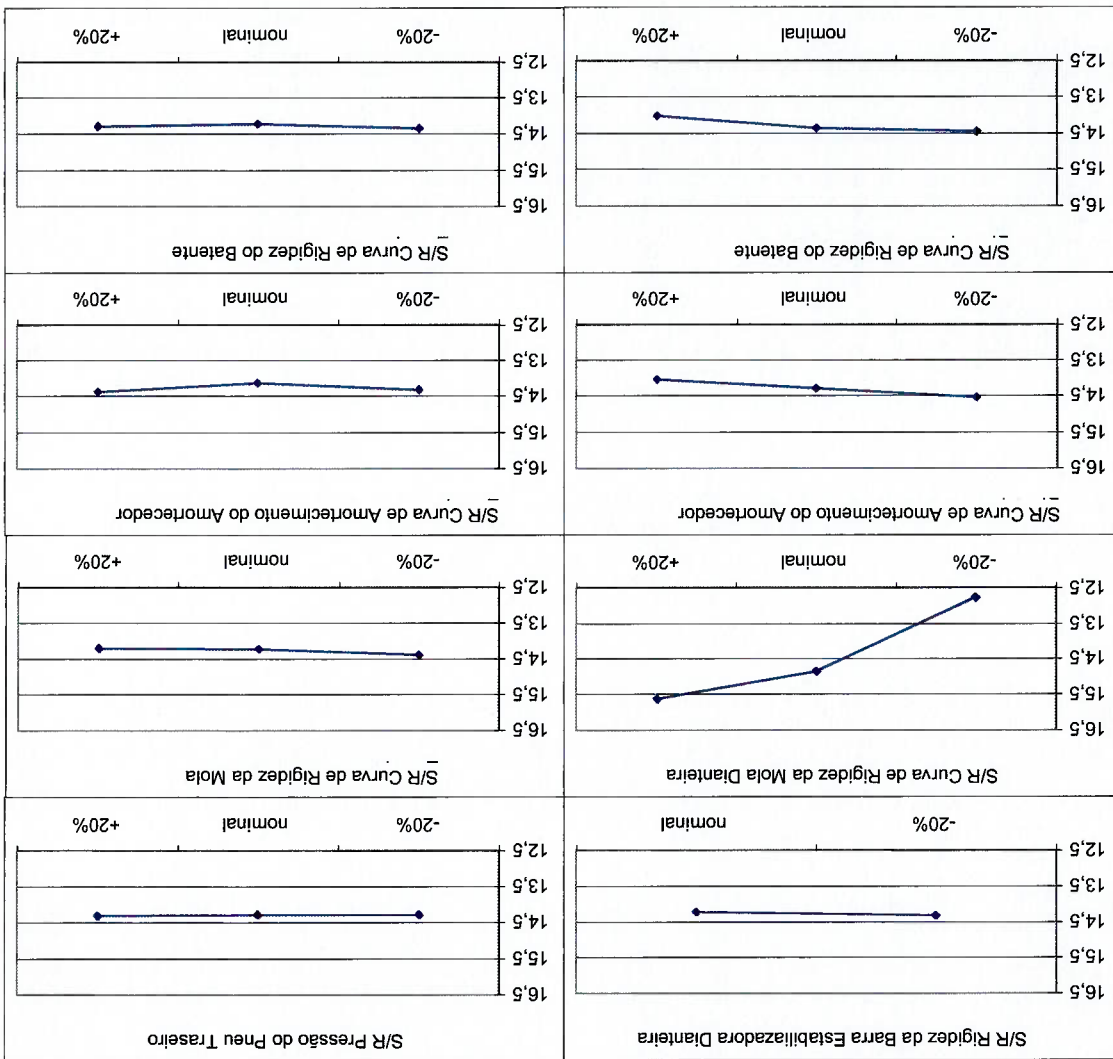 S/R Rigidez da Barra Estabiliazadora Dianteira
16,5
15,5
14,5
13,5
12,5
-20% nominal
S/R Pressão do Pneu Traseiro
16,5
15,5
14,5
13,5
12,5
-20% nominal +20%
S/R Curva de Rigidez da Mola Dianteira
16,5
15,5
14,5
13,5
12,5
-20% nominal +20%
S/R Curva de Rigidez da Mola
16,5
15,5
14,5
13,5
12,5
-20% nominal +20%
S/R Curva de Amortecimento do Amortecedor
16,5
15,5
14,5
13,5
12,5
-20% nominal +20%
S/R Curva de Amortecimento do Amortecedor
16,5
15,5
14,5
13,5
12,5
-20% nominal +20%
S/R Curva de Rigidez do Batente
16,5
15,5
14,5
13,5
12,5
-20% nominal +20%
S/R Curva de Rigidez do Batente
16,5
15,5
14,5
13,5
12,5
-20% nominal +20%